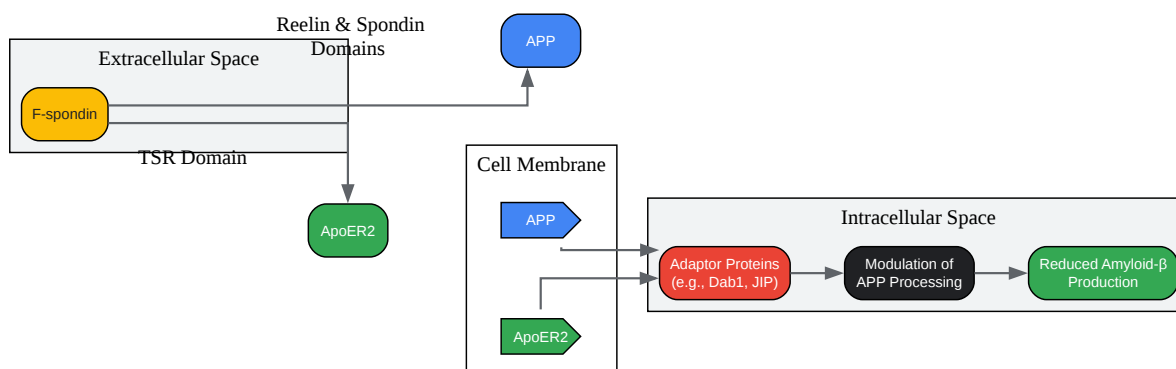 Reelin & Spondin
Domains
APP
Extracellular Space
F-spondin
TSR Domain
ApoER2
Cell Membrane
APP
ApoER2
Intracellular Space
Adaptor Proteins
(e.g., Dab1, JIP)
Modulation of
APP Processing
Reduced Amyloid-β
Production